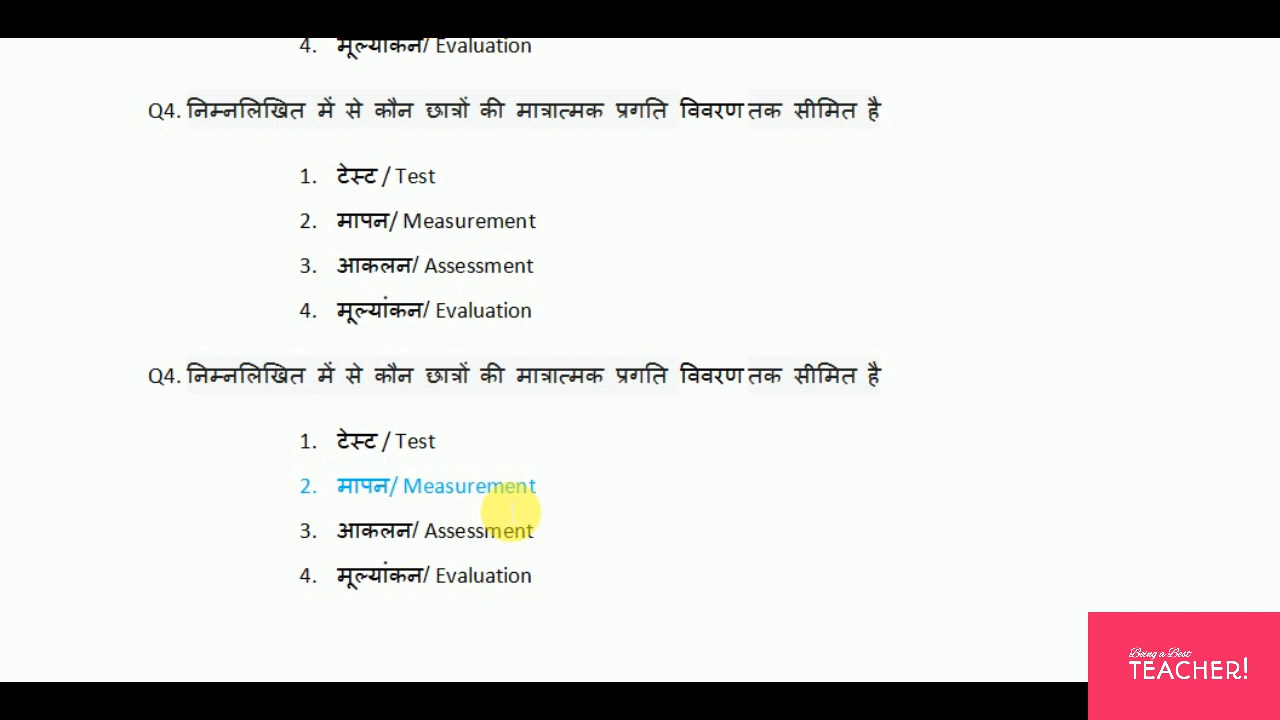 4. मूल्यांकन/ Evaluation
Q4. निम्नलिखित में से कौन छात्रों की मात्रात्मक प्रगति विवरण तक सीमित है
1. टेस्ट / Test
2. मापन/ Measurement
3. आकलन/ Assessment
4. मूल्यांकन/ Evaluation
Q4. निम्नलिखित में से कौन छात्रों की मात्रात्मक प्रगति विवरण तक सीमित है
1. टेस्ट / Test
2. मापन/ Measurement
3. आकलन/ Assessment
4. मूल्यांकन/ Evaluation
Being a Best
TEACHER!